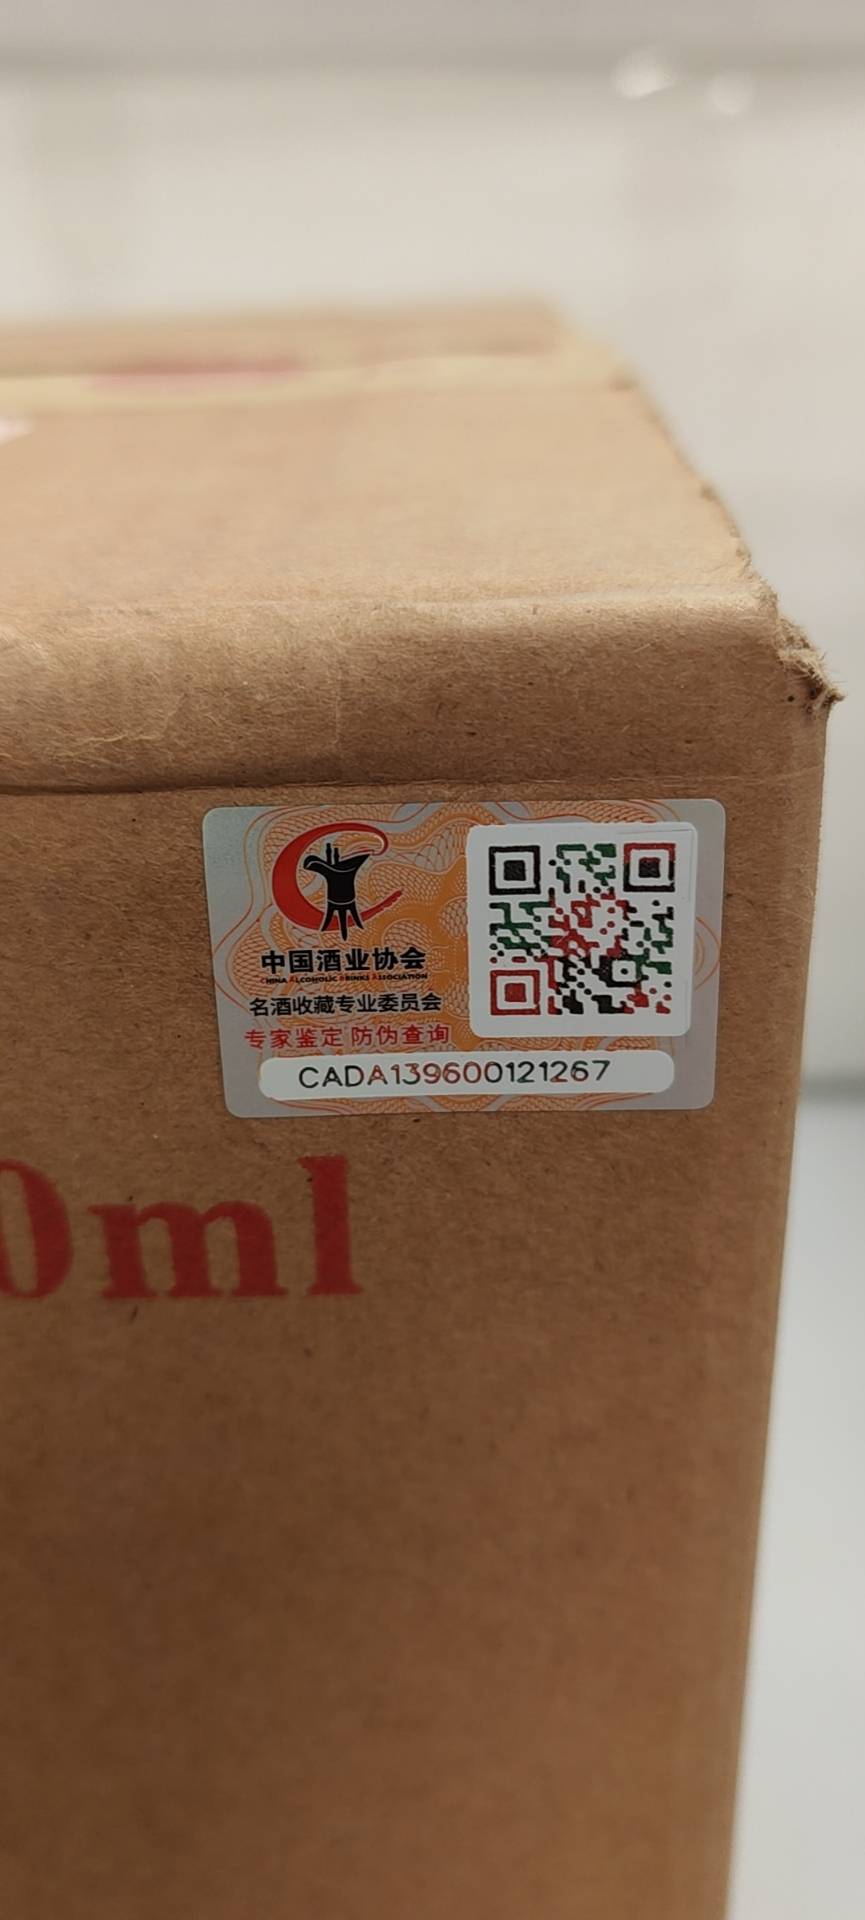 中国酒业协会
CHINA ALCOHOLIC DRINKS ASSOCIATION
名酒收藏专业委员会
专家鉴定 防伪查询
CADA139600121267
0ml